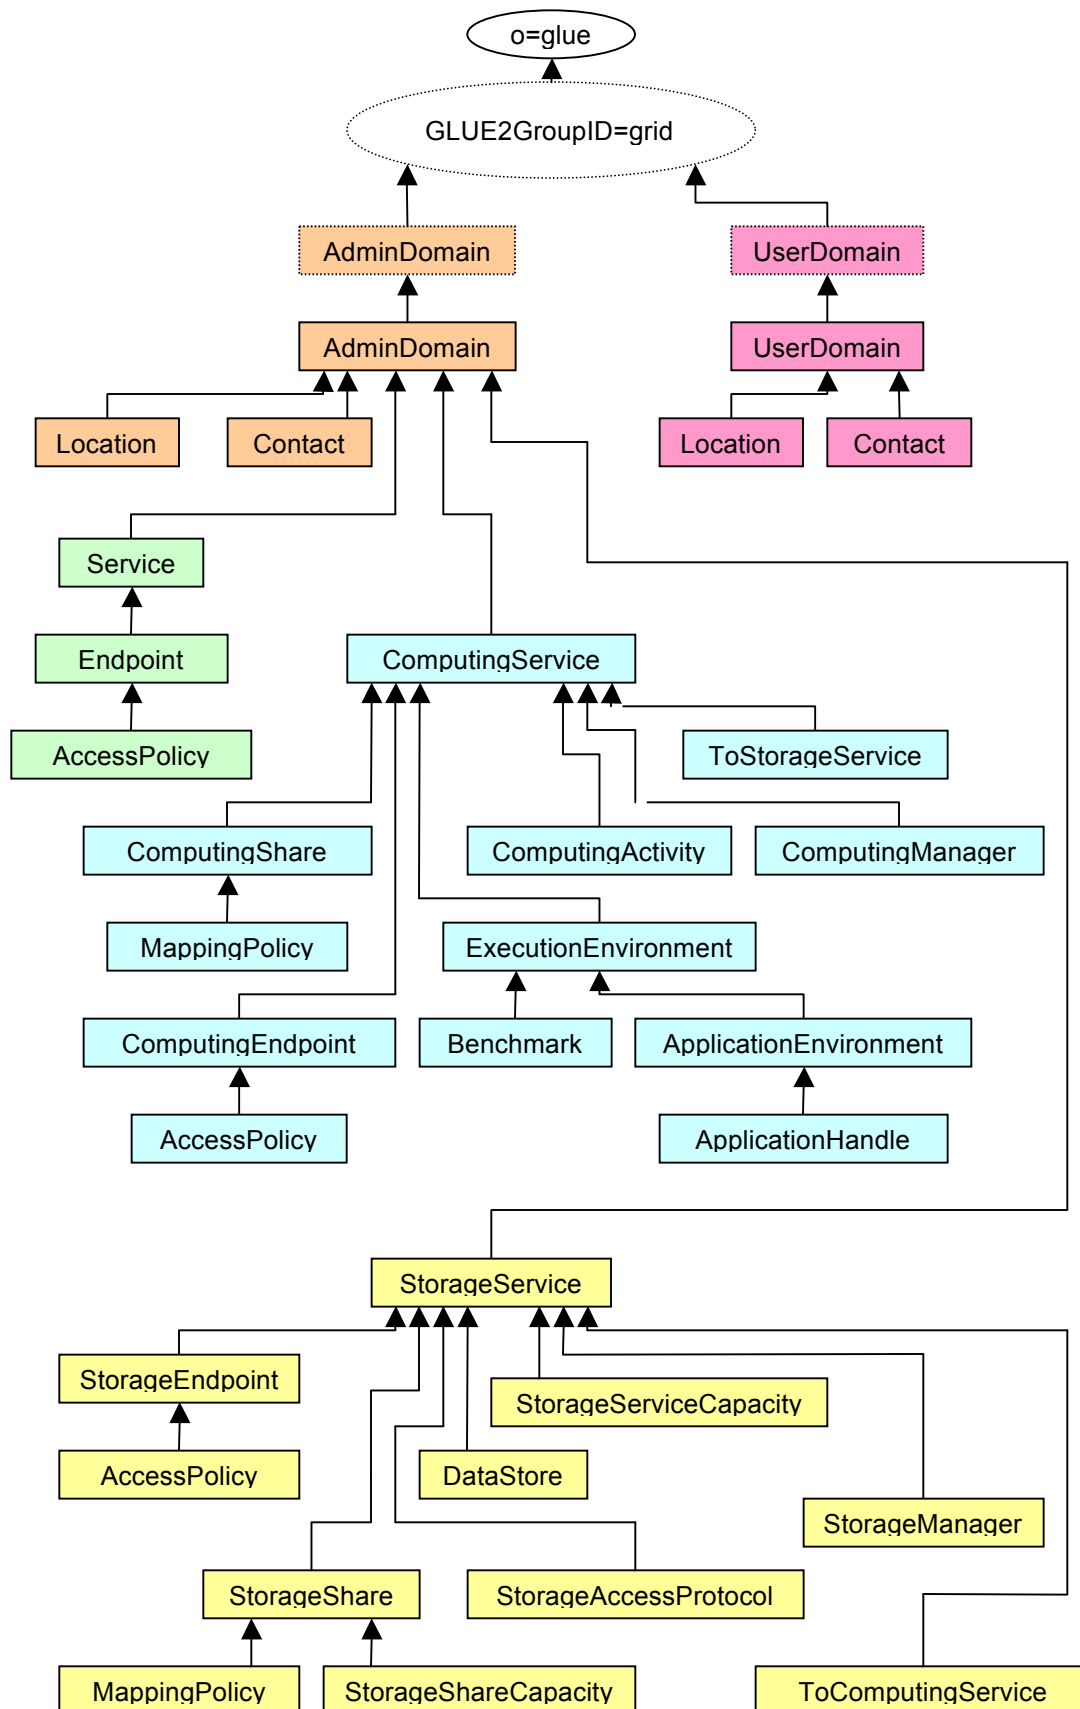 o=glue
GLUE2GroupID=grid
AdminDomain
UserDomain
AdminDomain
UserDomain
Location
Contact
Location
Contact
Service
Endpoint
ComputingService
AccessPolicy
ToStorageService
ComputingShare
ComputingActivity
ComputingManager
MappingPolicy
ExecutionEnvironment
ComputingEndpoint
Benchmark
ApplicationEnvironment
AccessPolicy
ApplicationHandle
StorageService
StorageEndpoint
StorageServiceCapacity
AccessPolicy
DataStore
StorageManager
StorageShare
StorageAccessProtocol
MappingPolicy
StorageShareCapacity
ToComputingService